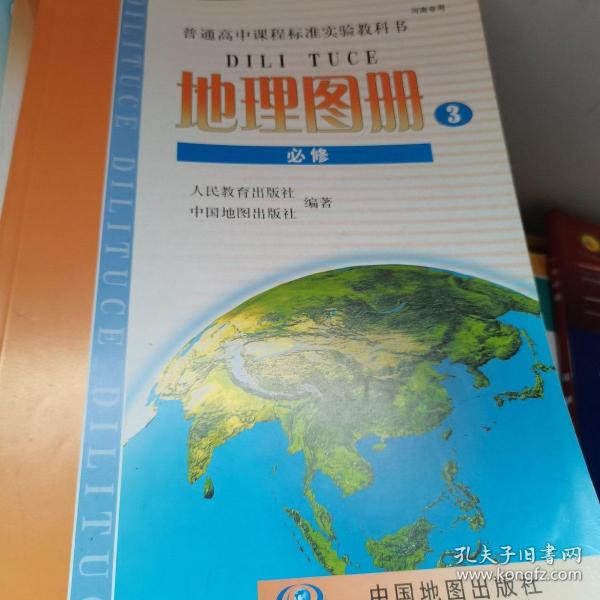 河南专用
普通高中课程标准实验教科书
DILI TUCE
地理图册 3
必修
人民教育出版社
中国地图出版社 编著
中国地图出版社
DILITUCE DILITUCE DILITUCE DILITU
孔夫子旧书网
www.kongfz.com